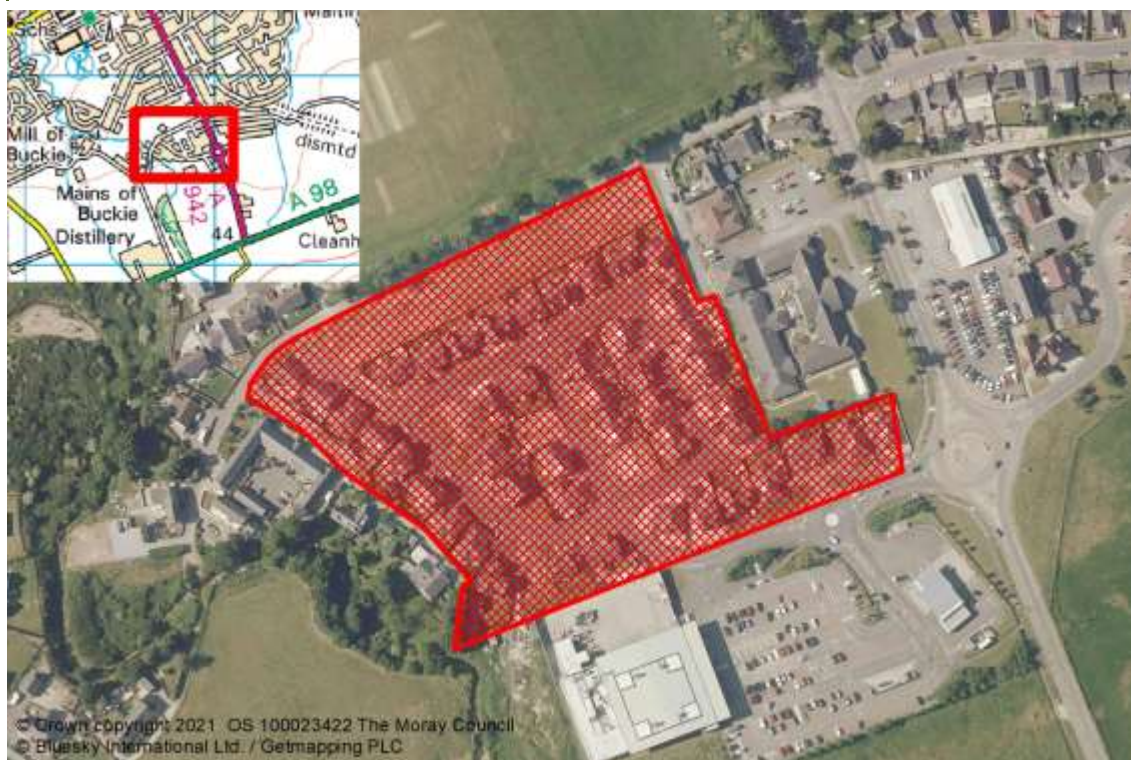 Schs
Mill of
Buckie
dismtd
Mains of
Buckie
Distillery
A 942
A 98
44
© Crown copyright 2021 OS 100023422 The Moray Council
© Bluesky International Ltd. / Getmapping PLC